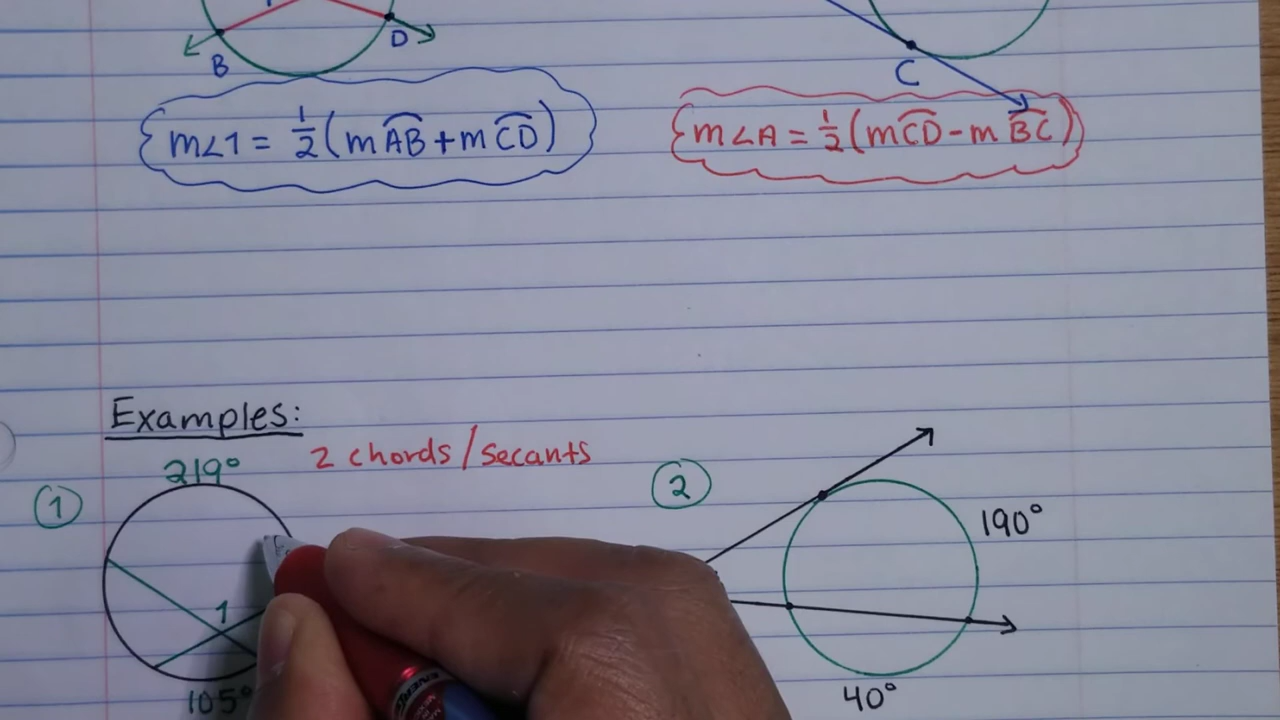 B
D
C
m∠1 = 1/2 (mAB + mCD)
m∠A = 1/2 (mCD - mBC)
Examples:
2 chords/secants
1
219°
1
105°
2
190°
40°